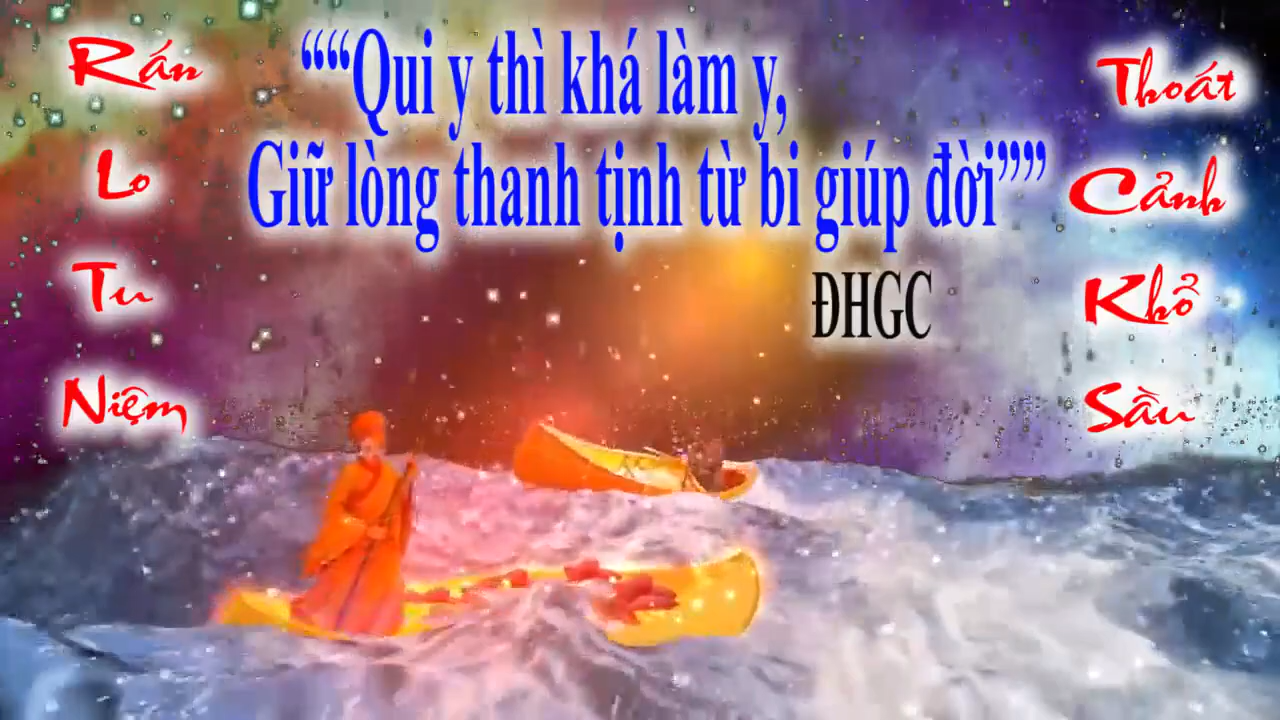 Rán
Lo
Tu
Niệm
““Qui y thì khá làm y,
Giữ lòng thanh tịnh từ bi giúp đời””
ĐHGC
Thoát
Cảnh
Khổ
Sầu